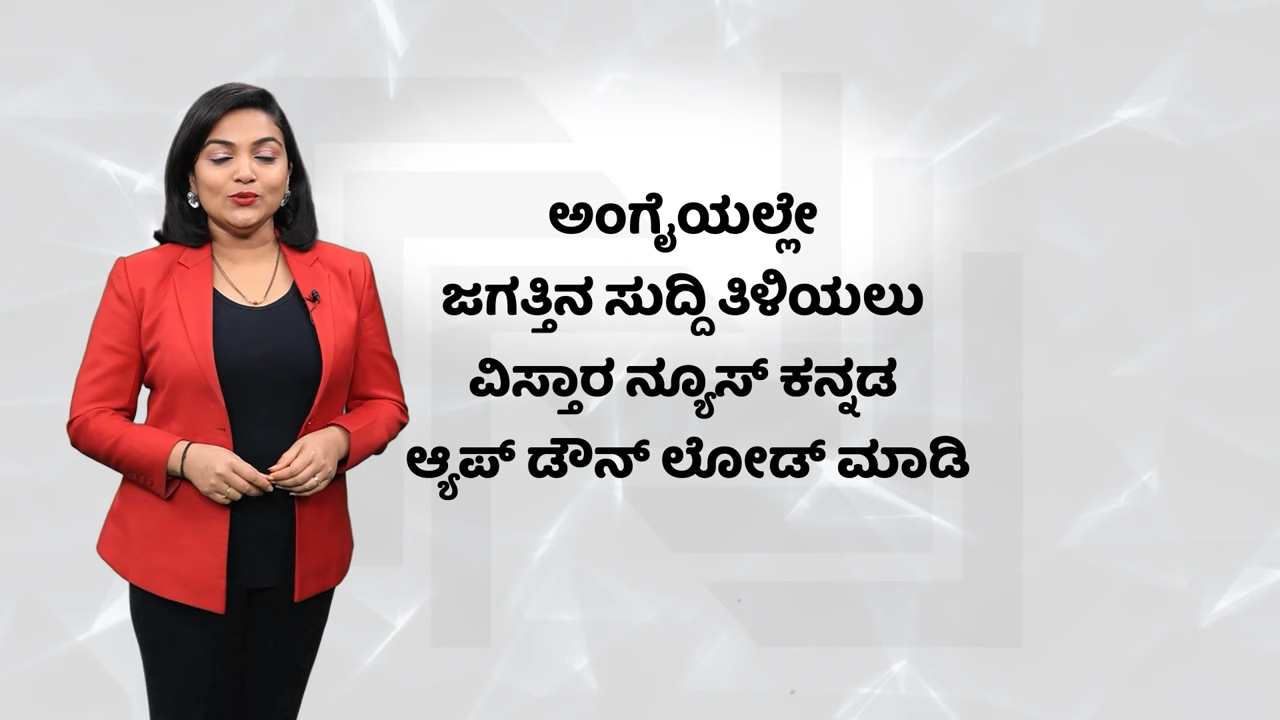 ಅಂಗೈಯಲ್ಲೇ
ಜಗತ್ತಿನ ಸುದ್ದಿ ತಿಳಿಯಲು
ವಿಸ್ತಾರ ನ್ಯೂಸ್ ಕನ್ನಡ
ಆ್ಯಪ್ ಡೌನ್ ಲೋಡ್ ಮಾಡಿ